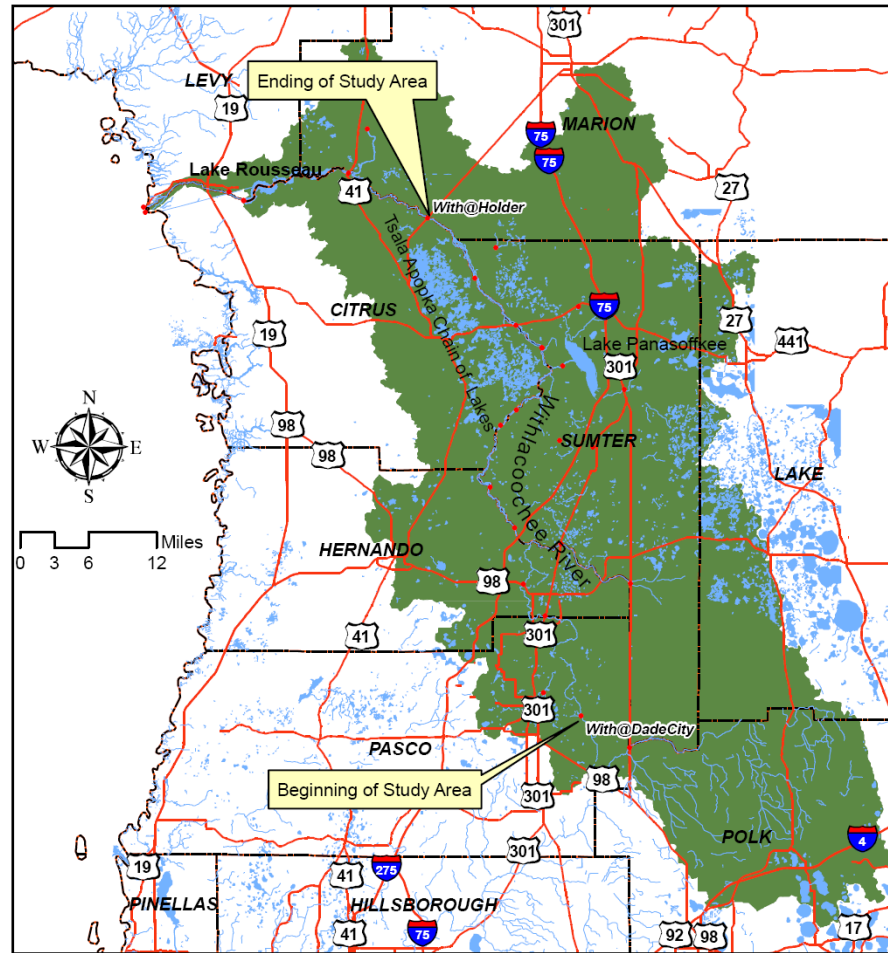 301
LEVY
Ending of Study Area
19
75
MARION
75
Lake Rousseau
41
27
With@Holder
Tsala Apopka Chain of Lakes
CITRUS
75
19
27
441
Lake Panasoffkee
301
N
W E
S
98
98
Withlacoochee River
SUMTER
LAKE
Miles
0 3 6 12
HERNANDO
98
41
301
301
With@DadeCity
PASCO
Beginning of Study Area
98
301
POLK
4
301
19
41
275
PINELLAS
HILLSBOROUGH
41
75
92
98
17